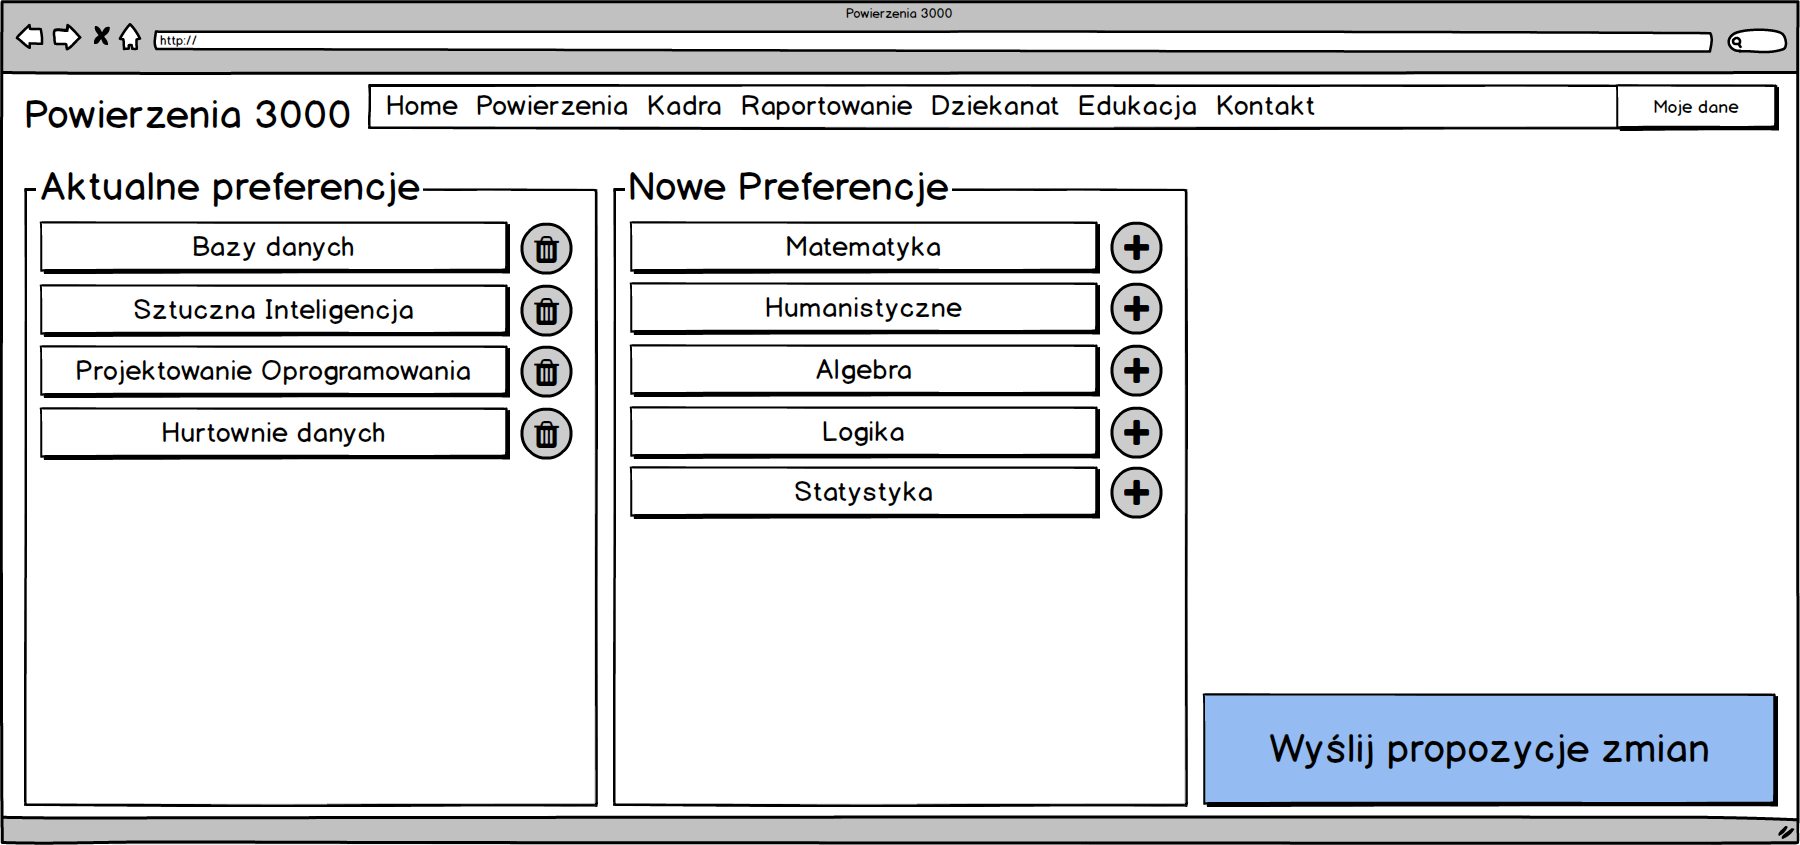 Powierzenia 3000
http://
Powierzenia 3000
Home Powierzenia Kadra Raportowanie Dziekanat Edukacja Kontakt
Moje dane
Aktualne preferencje
Bazy danych
Sztuczna Inteligencja
Projektowanie Oprogramowania
Hurtownie danych
Nowe Preferencje
Matematyka
Humanistyczne
Algebra
Logika
Statystyka
Wyślij propozycje zmian